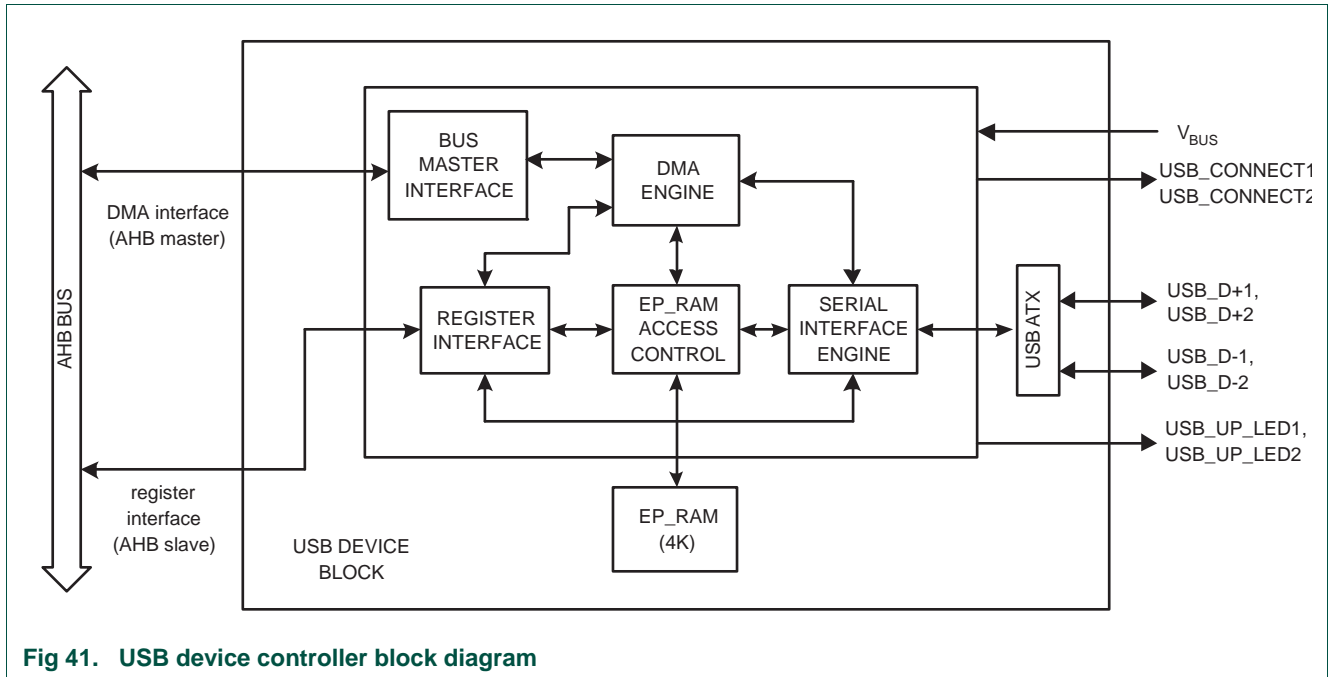 AHB BUS
DMA interface
(AHB master)
register
interface
(AHB slave)
BUS
MASTER
INTERFACE
DMA
ENGINE
REGISTER
INTERFACE
EP_RAM
ACCESS
CONTROL
SERIAL
INTERFACE
ENGINE
EP_RAM
(4K)
USB DEVICE
BLOCK
USB ATX
VBUS
USB_CONNECT1
USB_CONNECT2
USB_D+1,
USB_D+2
USB_D-1,
USB_D-2
USB_UP_LED1,
USB_UP_LED2
Fig 41. USB device controller block diagram